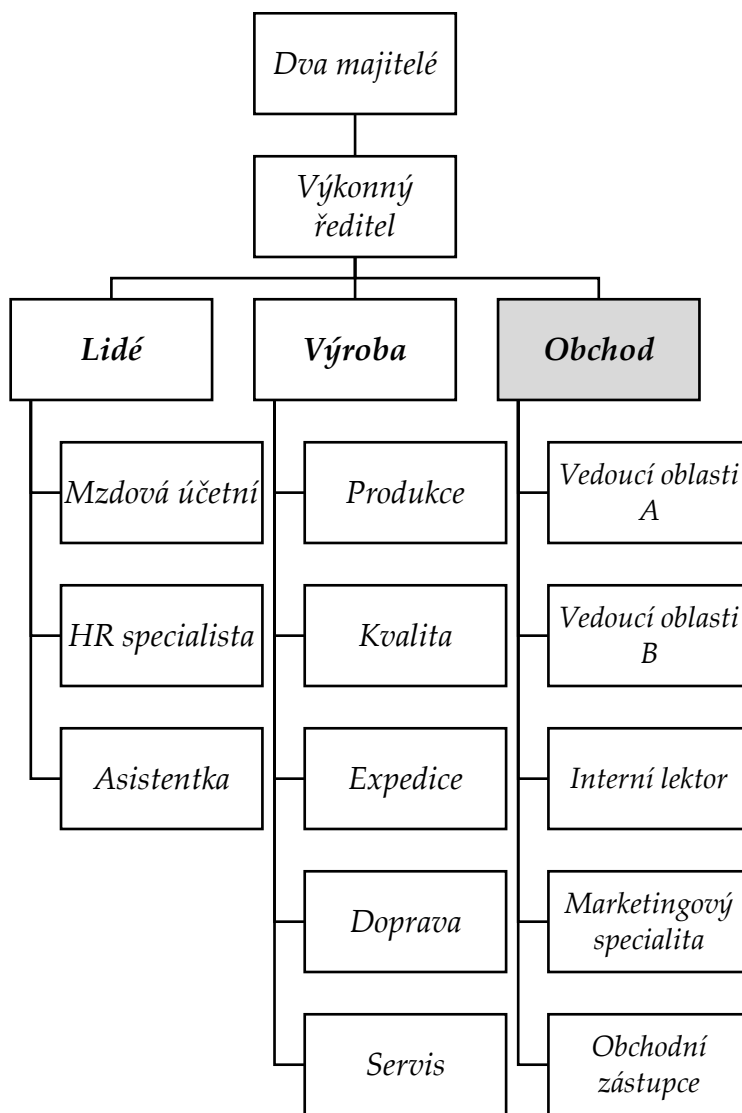 Dva majitelé
Výkonný
ředitel
Lidé
Výroba
Obchod
Mzdová účetní
HR specialista
Asistentka
Produkce
Kvalita
Expedice
Doprava
Servis
Vedoucí oblasti
A
Vedoucí oblasti
B
Interní lektor
Marketingový
specialita
Obchodní
zástupce